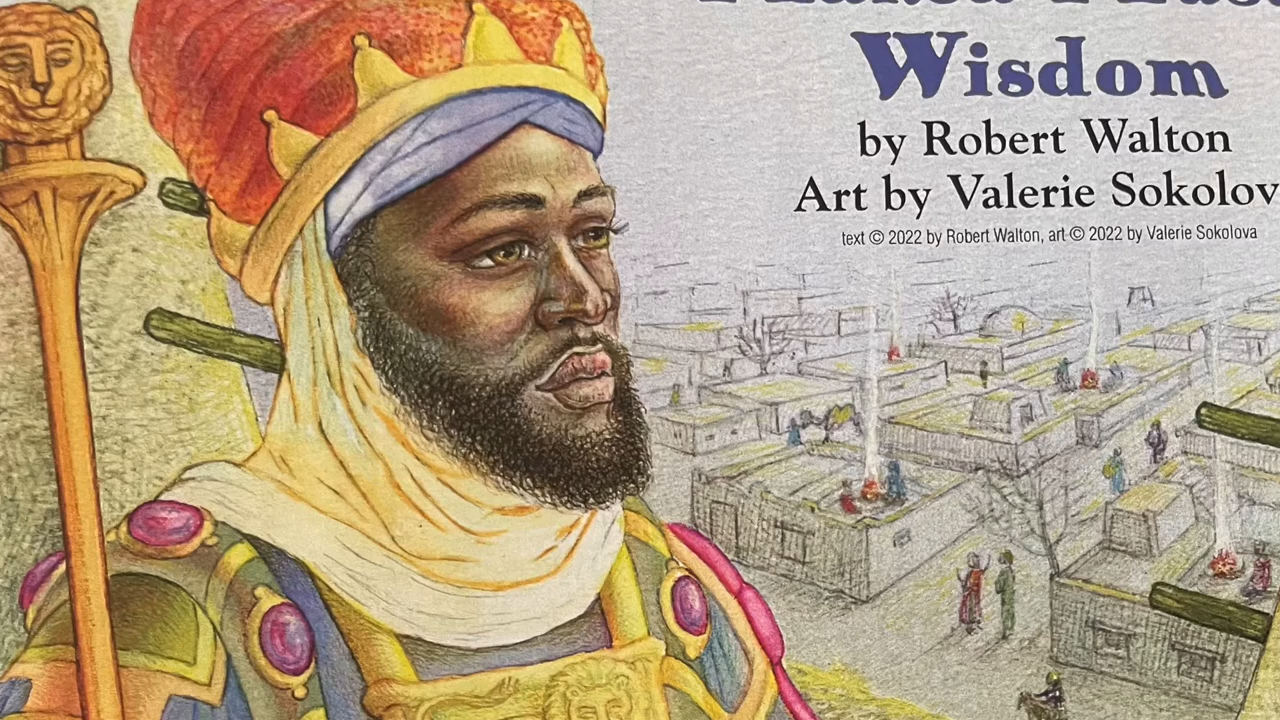 Wisdom
by Robert Walton
Art by Valerie Sokolov
text © 2022 by Robert Walton, art © 2022 by Valerie Sokolova